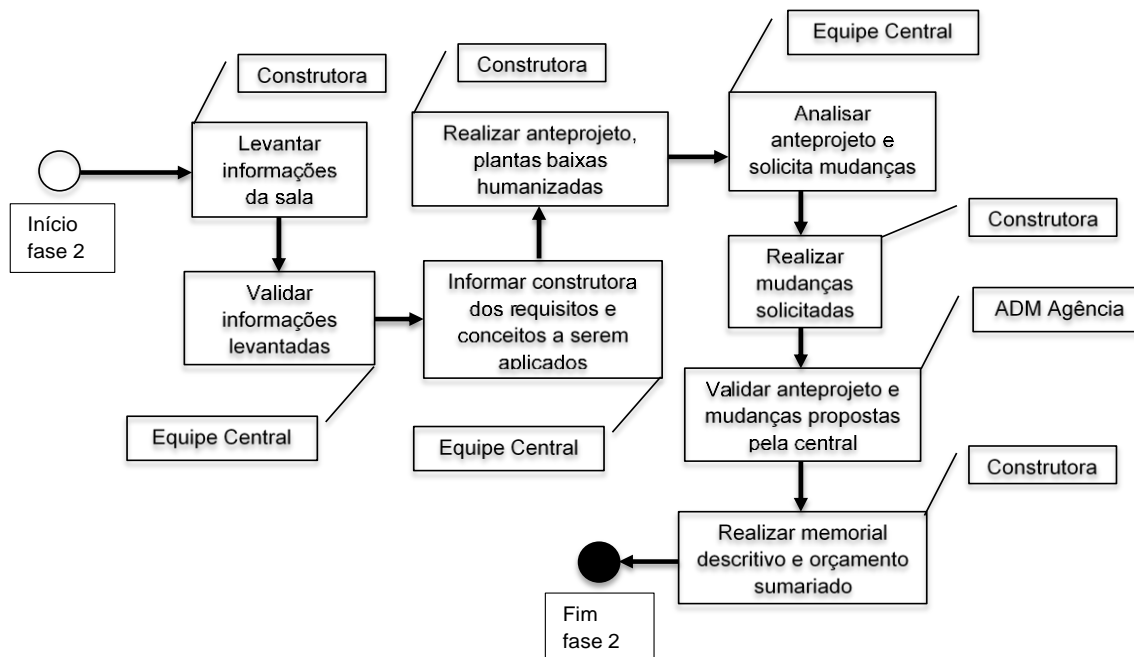 Início
fase 2
Construtora
Levantar
informações
da sala
Validar
informações
levantadas
Equipe Central
Informar construtora
dos requisitos e
conceitos a serem
aplicados
Equipe Central
Construtora
Realizar anteprojeto,
plantas baixas
humanizadas
Equipe Central
Analisar
anteprojeto e
solicita mudanças
Construtora
Realizar
mudanças
solicitadas
ADM Agência
Validar anteprojeto e
mudanças propostas
pela central
Construtora
Realizar memorial
descritivo e orçamento
sumariado
Fim
fase 2